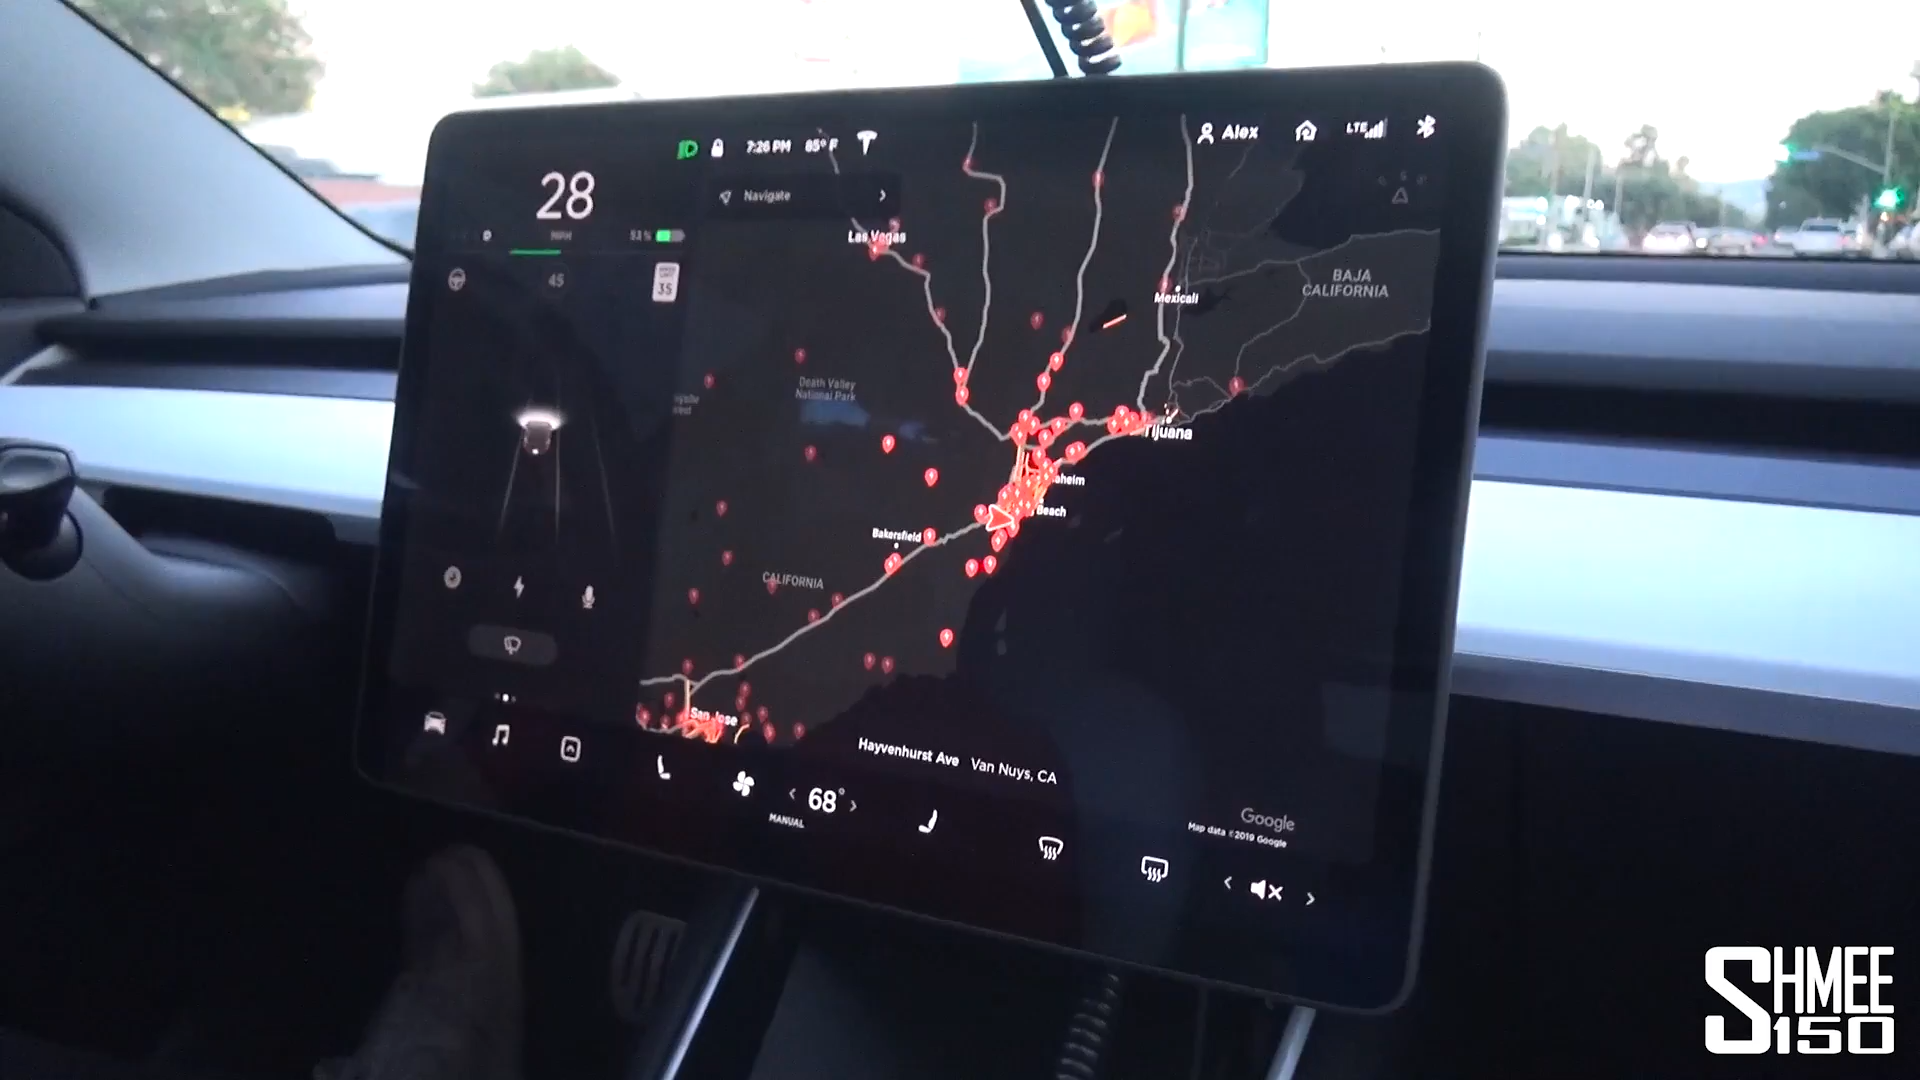 7:26 PM 85° F
Alex
LTE
28
Navigate
D
MPH
53%
45
35
Las Vegas
BAJA
CALIFORNIA
Mexicali
Death Valley
National Park
Tijuana
aheim
Beach
Bakersfield
CALIFORNIA
San Jose
Hayvenhurst Ave Van Nuys, CA
68°
MANUAL
Google
Map data ©2019 Google
SHMEE
150